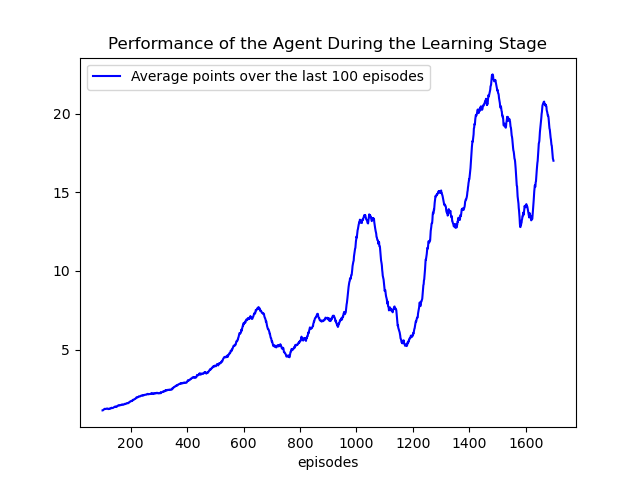 Performance of the Agent During the Learning Stage
Average points over the last 100 episodes
20
15
10
5
200 400 600 800 1000 1200 1400 1600
episodes